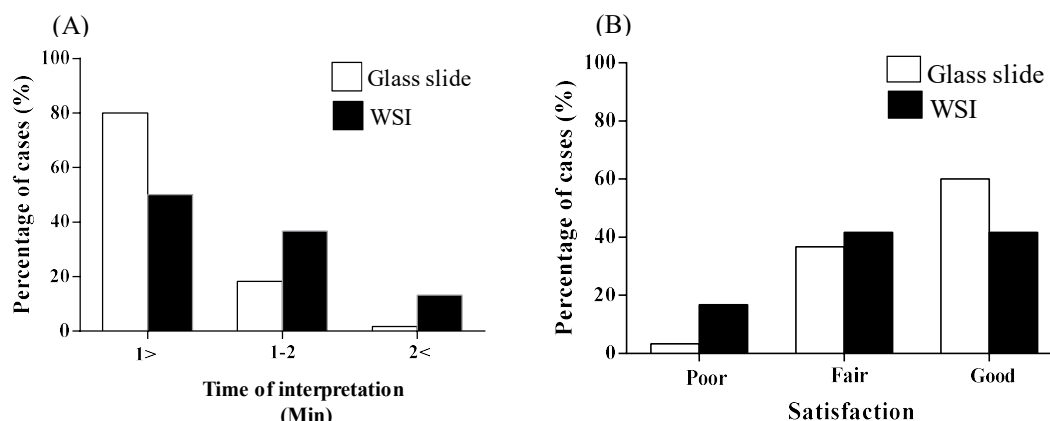 (A)
100
80
60
40
20
0
Percentage of cases (%)
Glass slide
WSI
1>
1-2
2<
Time of interpretation
(Min)
(B)
100
80
60
40
20
0
Percentage of cases (%)
Glass slide
WSI
Poor
Fair
Good
Satisfaction